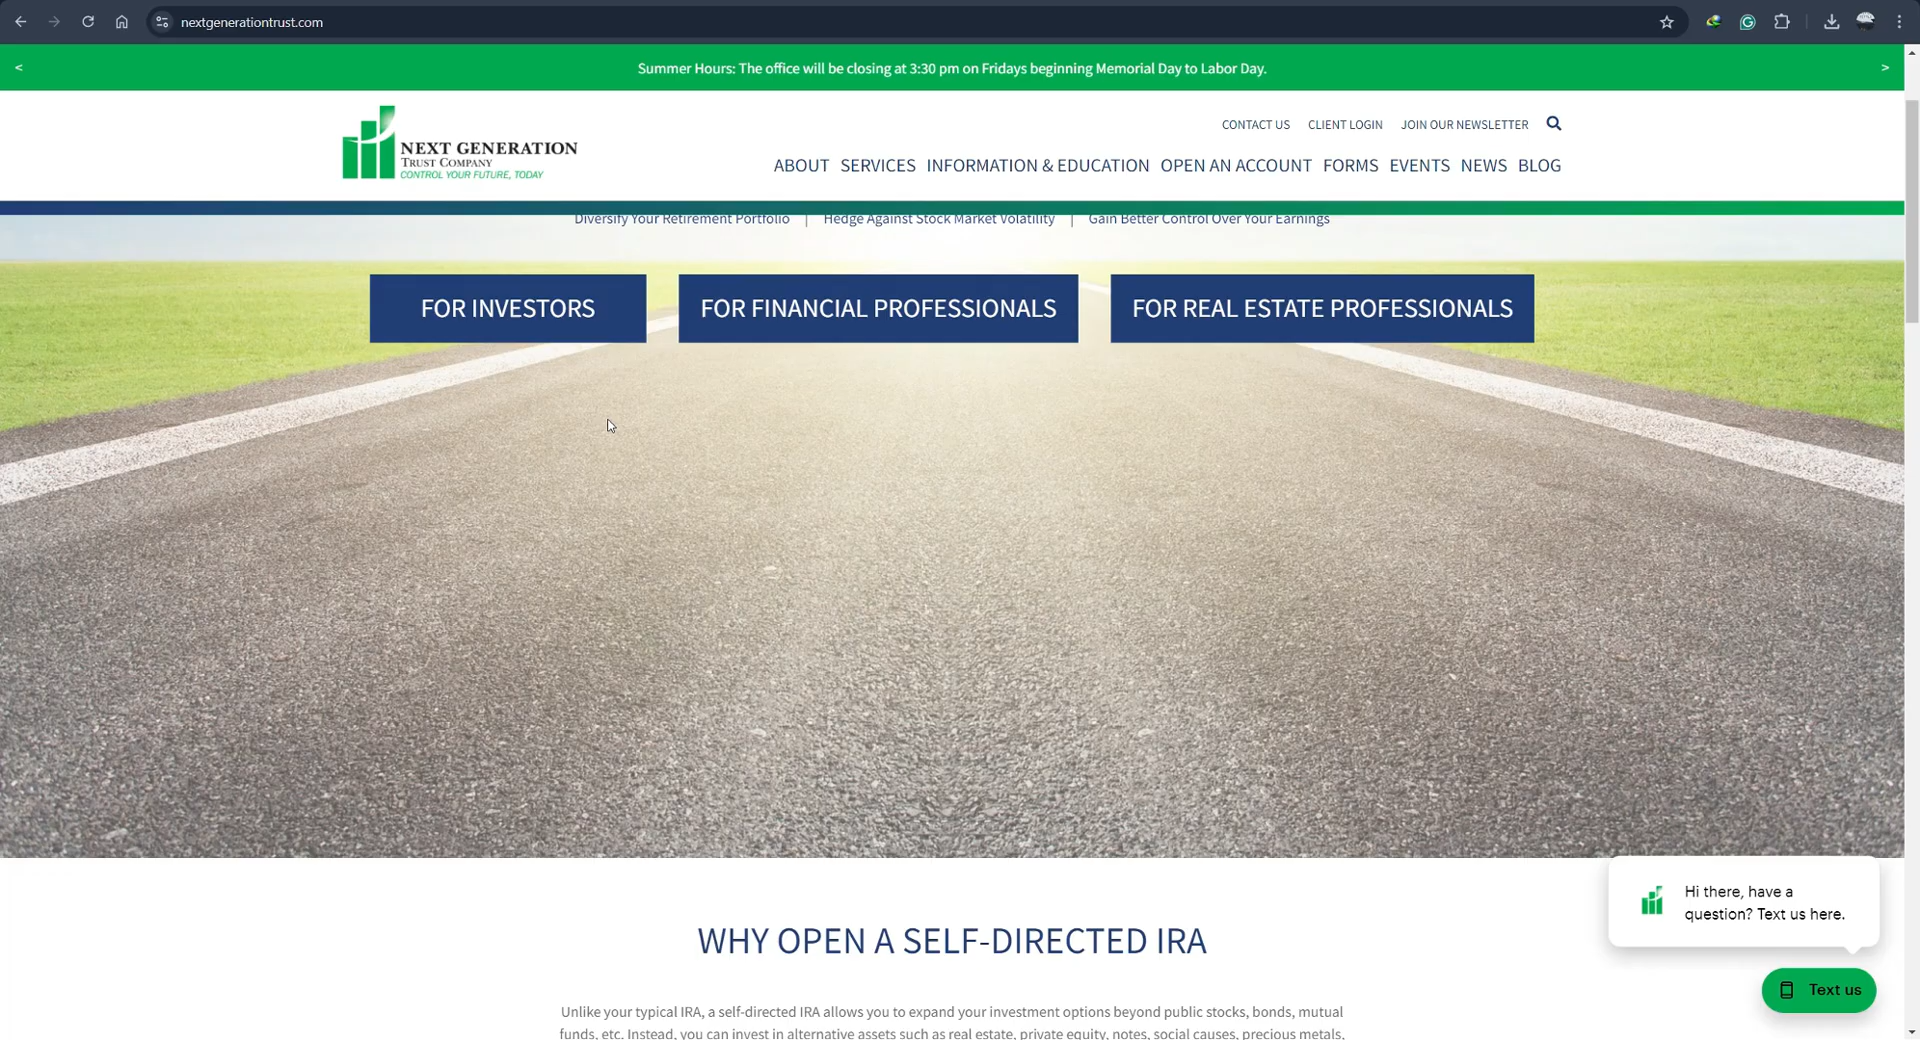 nextgenerationtrust.com
< Summer Hours: The office will be closing at 3:30 pm on Fridays beginning Memorial Day to Labor Day. >
NEXT GENERATION
TRUST COMPANY
CONTROL YOUR FUTURE, TODAY
CONTACT US CLIENT LOGIN JOIN OUR NEWSLETTER
ABOUT SERVICES INFORMATION & EDUCATION OPEN AN ACCOUNT FORMS EVENTS NEWS BLOG
Diversify Your Retirement Portfolio | Hedge Against Stock Market Volatility | Gain Better Control Over Your Earnings
FOR INVESTORS FOR FINANCIAL PROFESSIONALS FOR REAL ESTATE PROFESSIONALS
WHY OPEN A SELF-DIRECTED IRA
Unlike your typical IRA, a self-directed IRA allows you to expand your investment options beyond public stocks, bonds, mutual
funds, etc. Instead, you can invest in alternative assets such as real estate, private equity, notes, social causes, precious metals,
Hi there, have a
question? Text us here.
Text us